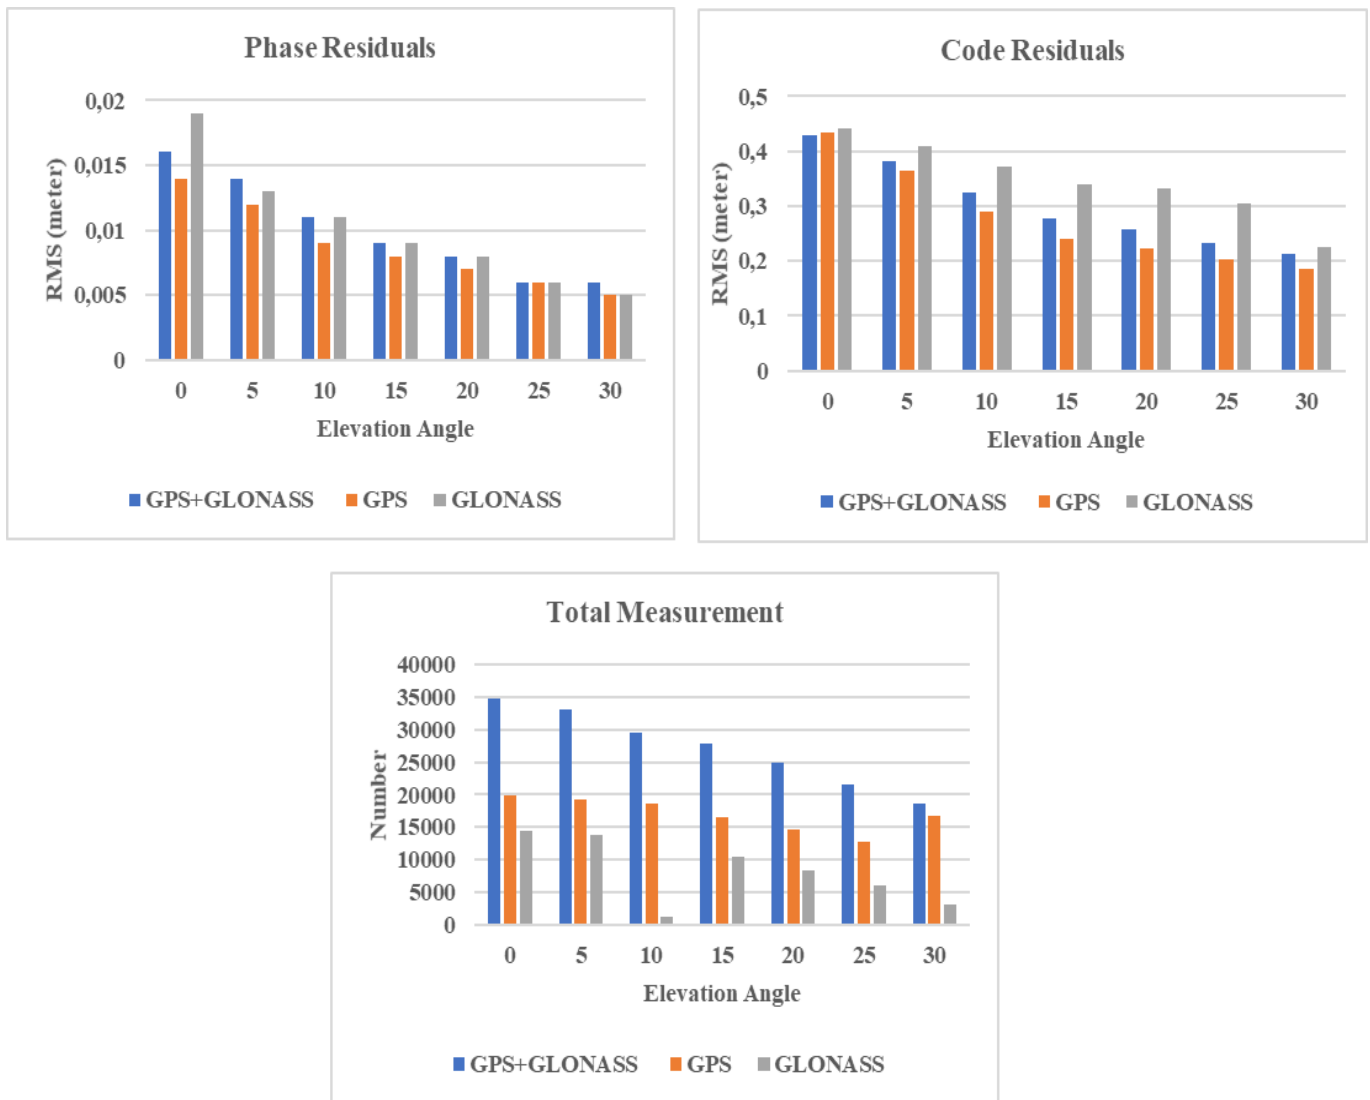 Phase Residuals
0,02
0,015
0,01
0,005
0
RMS (meter)
0 5 10 15 20 25 30
Elevation Angle
GPS+GLONASS GPS GLONASS
Code Residuals
0,5
0,4
0,3
0,2
0,1
0
RMS (meter)
0 5 10 15 20 25 30
Elevation Angle
GPS+GLONASS GPS GLONASS
Total Measurement
40000
35000
30000
25000
20000
15000
10000
5000
0
Number
0 5 10 15 20 25 30
Elevation Angle
GPS+GLONASS GPS GLONASS